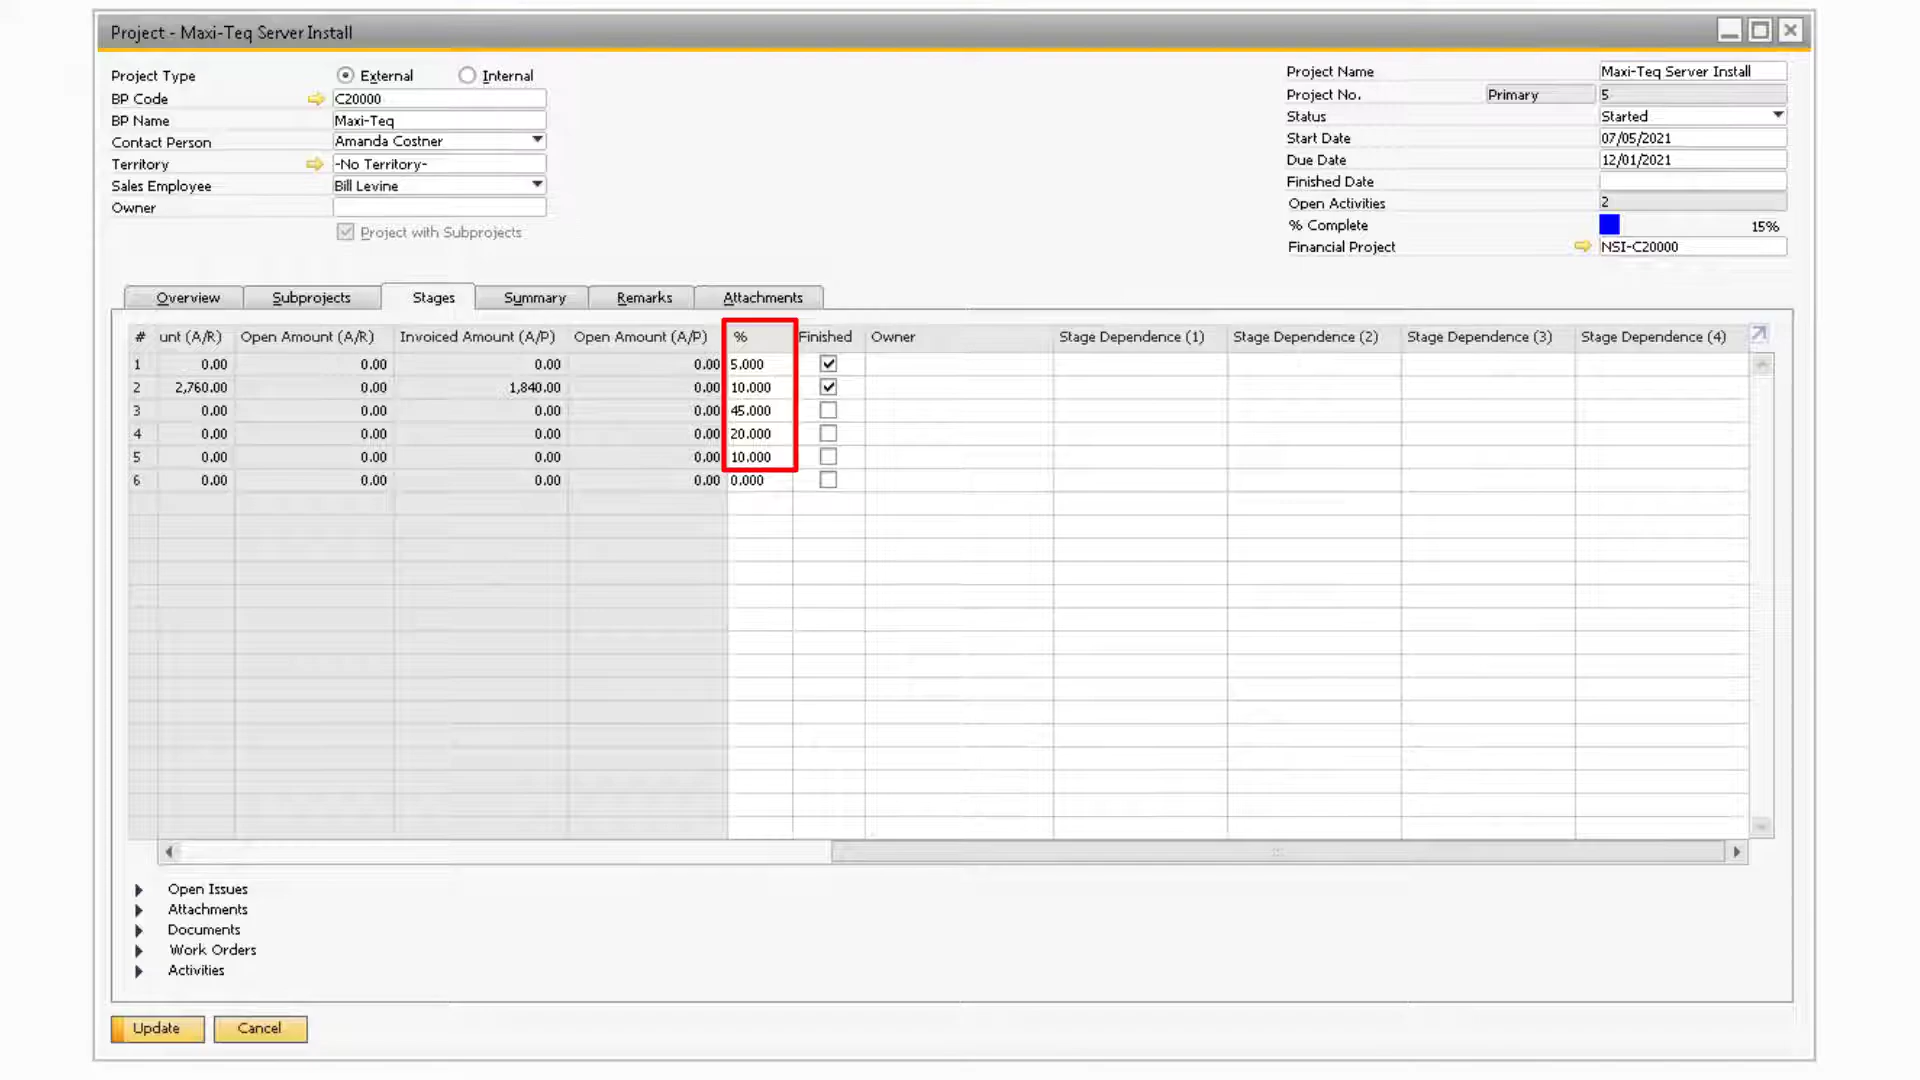 Project - Maxi-Teq Server Install
Project Type External Internal
BP Code C20000
BP Name Maxi-Teq
Contact Person Amanda Costner
Territory -No Territory-
Sales Employee Bill Levine
Owner
Project with Subprojects
Project Name Maxi-Teq Server Install
Project No. Primary 5
Status Started
Start Date 07/05/2021
Due Date 12/01/2021
Finished Date
Open Activities 2
% Complete 15%
Financial Project NSI-C20000
Overview Subprojects Stages Summary Remarks Attachments
# unt (A/R) Open Amount (A/R) Invoiced Amount (A/P) Open Amount (A/P) % Finished Owner Stage Dependence (1) Stage Dependence (2) Stage Dependence (3) Stage Dependence (4)
1 0.00 0.00 0.00 0.00 5.000
2 2,760.00 0.00 1,840.00 0.00 10.000
3 0.00 0.00 0.00 0.00 45.000
4 0.00 0.00 0.00 0.00 20.000
5 0.00 0.00 0.00 0.00 10.000
6 0.00 0.00 0.00 0.00 0.000
Open Issues
Attachments
Documents
Work Orders
Activities
Update Cancel